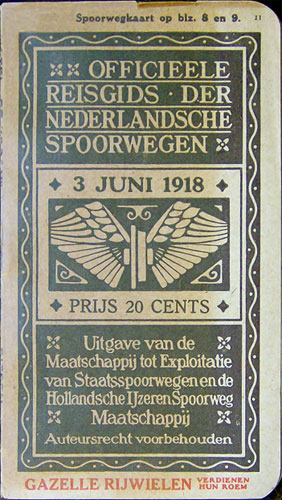 Spoorwegkaart op blz. 8 en 9. 21
OFFICIEELE
REISGIDS · DER
NEDERLANDSCHE
SPOORWEGEN
3 JUNI 1918
PRIJS 20 CENTS
Uitgave van de
Maatschappij tot Exploitatie
van Staatsspoorwegen en de
Hollandsche IJzeren Spoorweg
Maatschappij
Auteursrecht voorbehouden
GAZELLE RIJWIELEN VERDIENEN
HUN ROEM